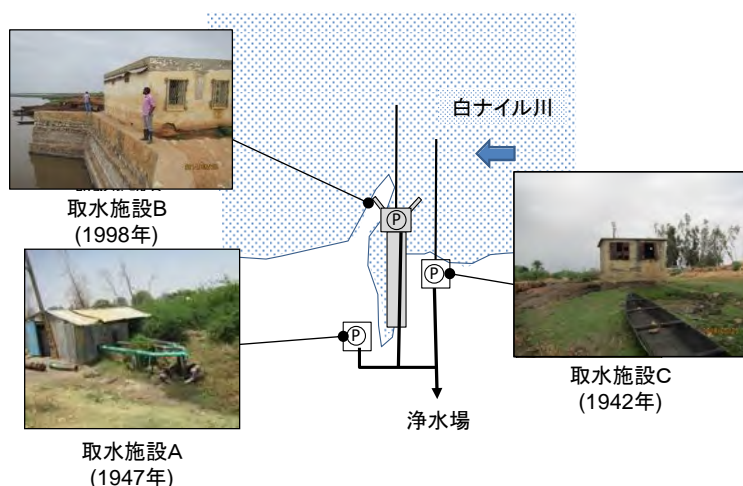 白ナイル川
取水施設B
(1998年)
P
P
P
取水施設C
(1942年)
浄水場
取水施設A
(1947年)